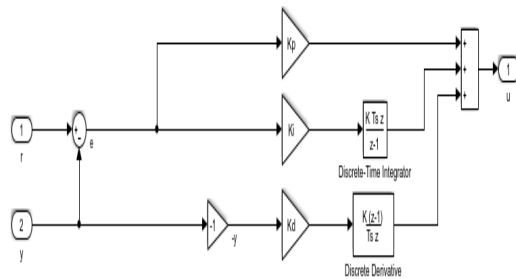 Kp
+
+
+
1
u
1
r
+
-
e
Ki
K Ts z
z-1
Discrete-Time Integrator
2
y
-1
-y
Kd
K (z-1)
Ts z
Discrete Derivative